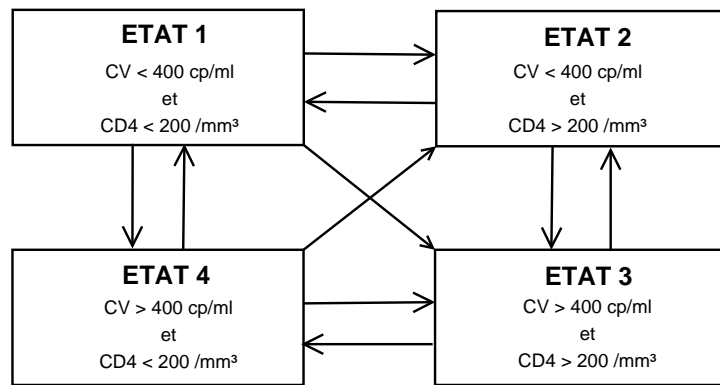 ETAT 1
CV < 400 cp/ml
et
CD4 < 200 /mm³
ETAT 2
CV < 400 cp/ml
et
CD4 > 200 /mm³
ETAT 4
CV > 400 cp/ml
et
CD4 < 200 /mm³
ETAT 3
CV > 400 cp/ml
et
CD4 > 200 /mm³